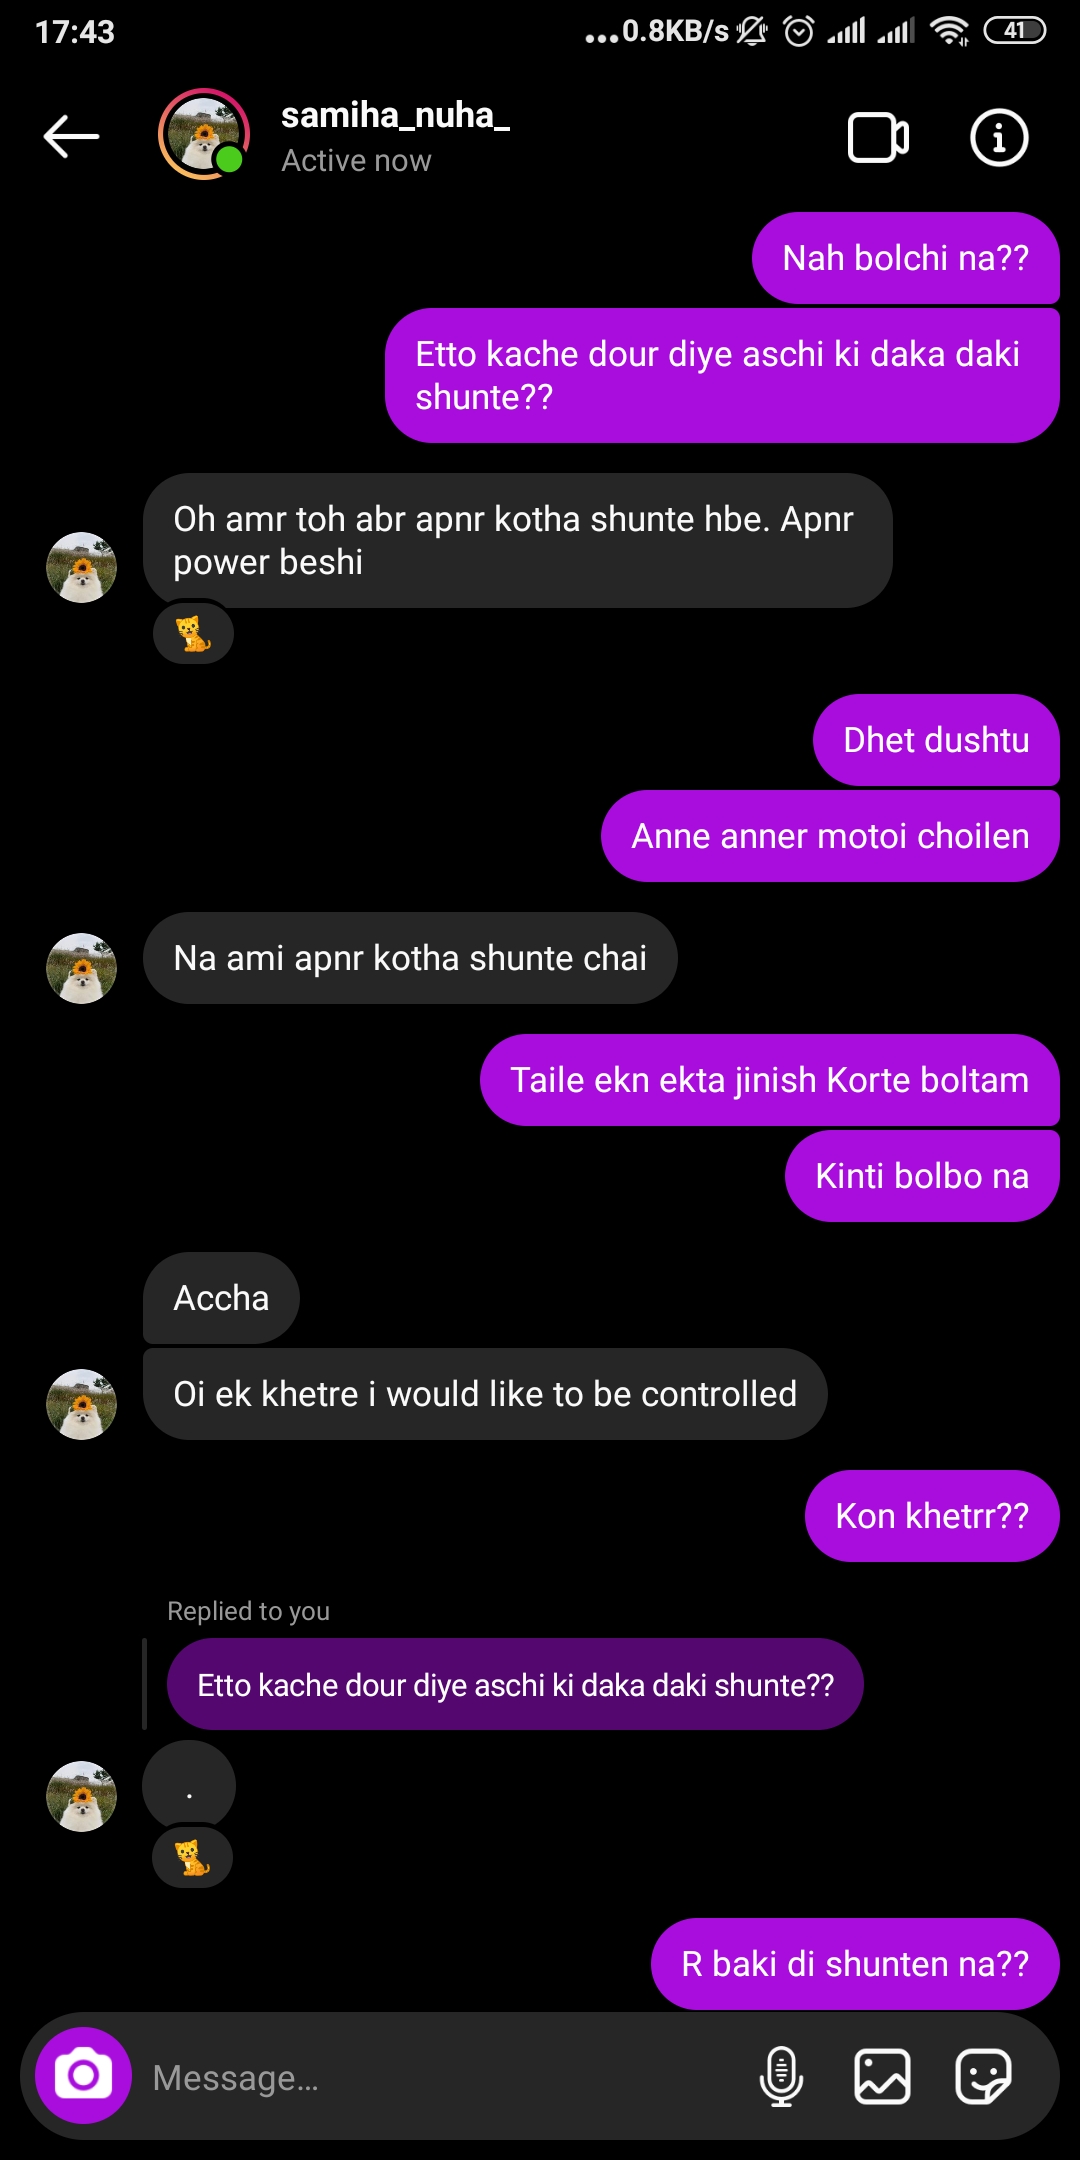 17:43
...0.8KB/s
41
samiha_nuha_
Active now
Nah bolchi na??
Etto kache dour diye aschi ki daka daki
shunte??
Oh amr toh abr apnr kotha shunte hbe. Apnr
power beshi
Dhet dushtu
Anne anner motoi choilen
Na ami apnr kotha shunte chai
Taile ekn ekta jinish Korte boltam
Kinti bolbo na
Accha
Oi ek khetre i would like to be controlled
Kon khetrr??
Replied to you
Etto kache dour diye aschi ki daka daki shunte??
.
R baki di shunten na??
Message...